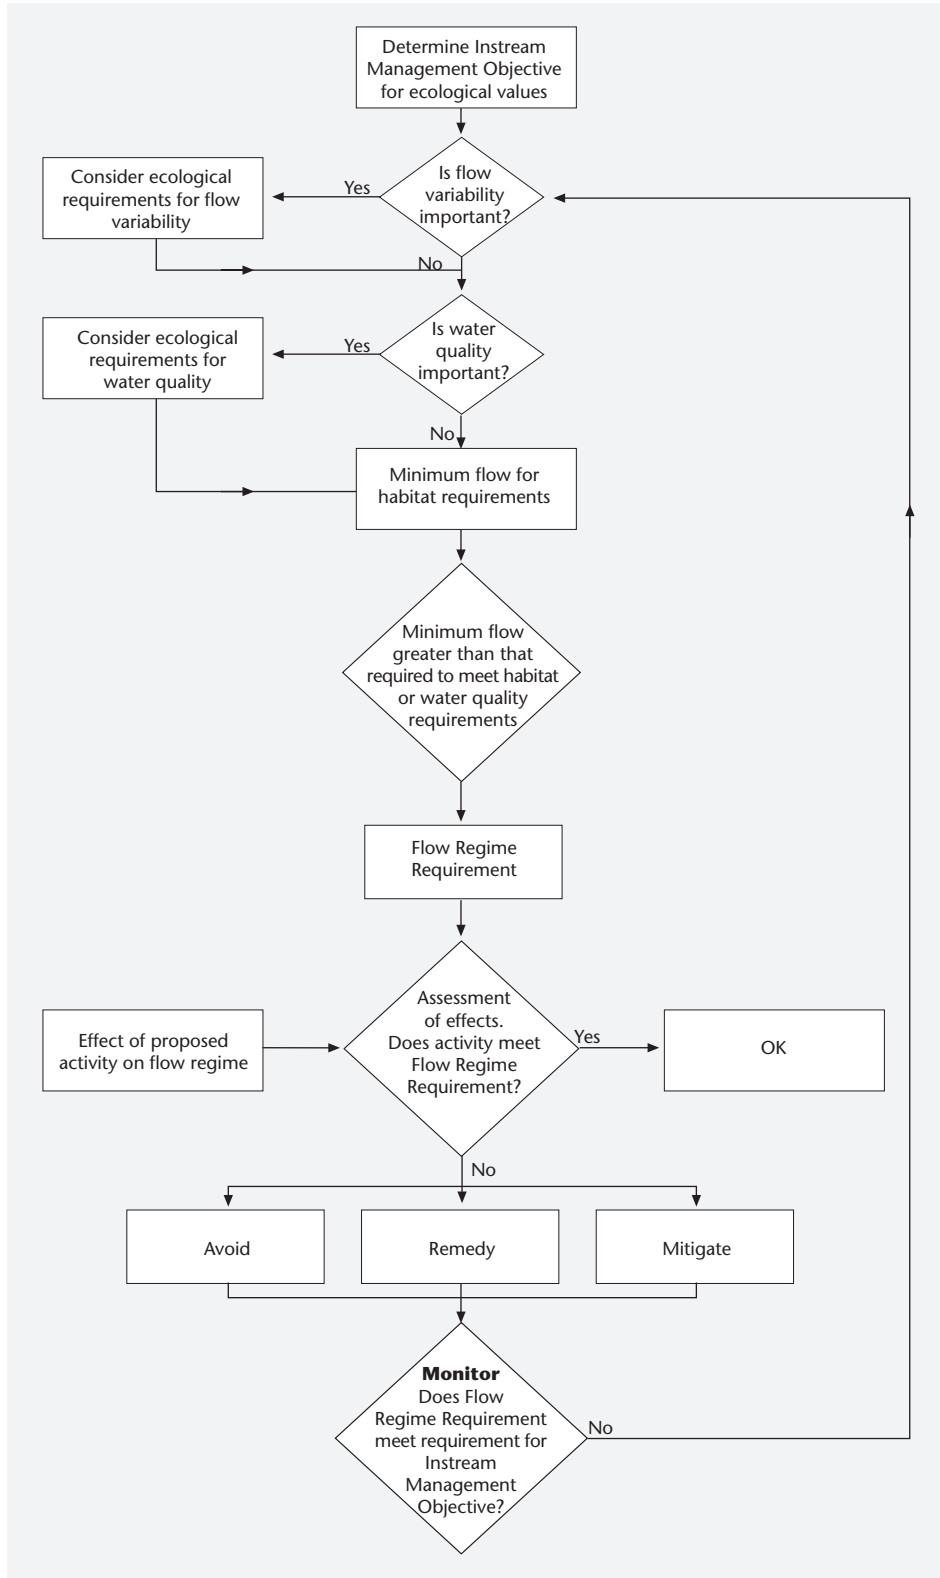 Determine Instream
Management Objective
for ecological values
Is flow
variability
important?
Yes
Consider ecological
requirements for flow
variability
No
Is water
quality
important?
Yes
Consider ecological
requirements for
water quality
No
Minimum flow for
habitat requirements
Minimum flow
greater than that
required to meet habitat
or water quality
requirements
Flow Regime
Requirement
Effect of proposed
activity on flow regime
Assessment
of effects.
Does activity meet
Flow Regime
Requirement?
Yes
OK
No
Avoid
Remedy
Mitigate
Monitor
Does Flow
Regime Requirement
meet requirement for
Instream
Management
Objective?
No